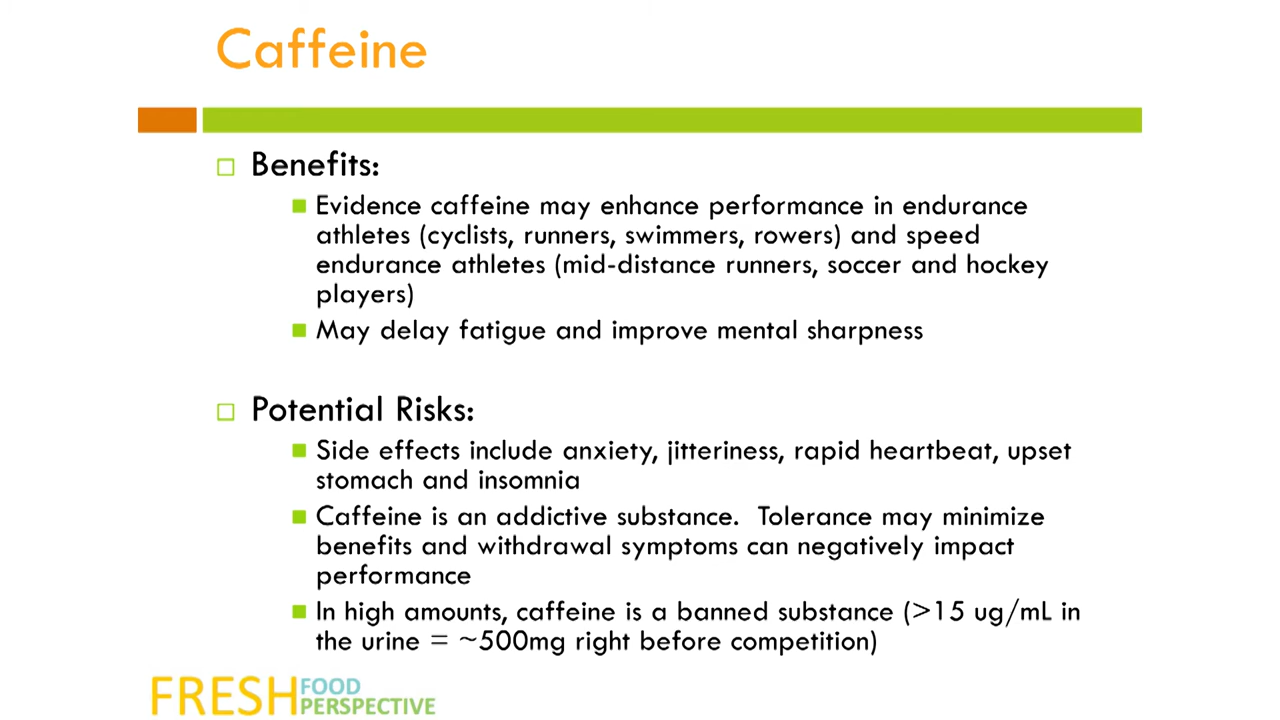 Caffeine
Benefits:
Evidence caffeine may enhance performance in endurance
athletes (cyclists, runners, swimmers, rowers) and speed
endurance athletes (mid-distance runners, soccer and hockey
players)
May delay fatigue and improve mental sharpness
Potential Risks:
Side effects include anxiety, jitteriness, rapid heartbeat, upset
stomach and insomnia
Caffeine is an addictive substance.  Tolerance may minimize
benefits and withdrawal symptoms can negatively impact
performance
In high amounts, caffeine is a banned substance (>15 ug/mL in
the urine = ~500mg right before competition)
FRESH FOOD
PERSPECTIVE